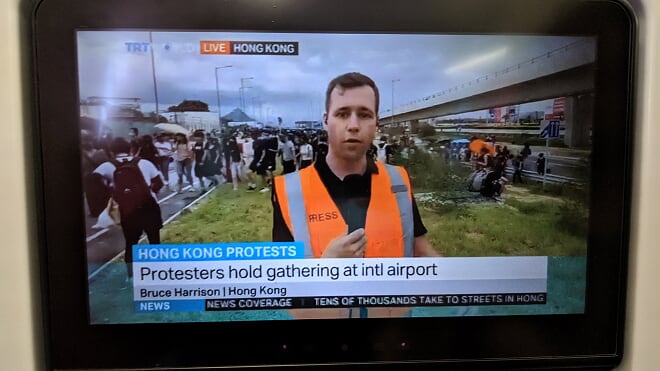 TRT WORLD LIVE HONG KONG
PRESS
HONG KONG PROTESTS
Protesters hold gathering at intl airport
Bruce Harrison | Hong Kong
NEWS NEWS COVERAGE | TENS OF THOUSANDS TAKE TO STREETS IN HONG